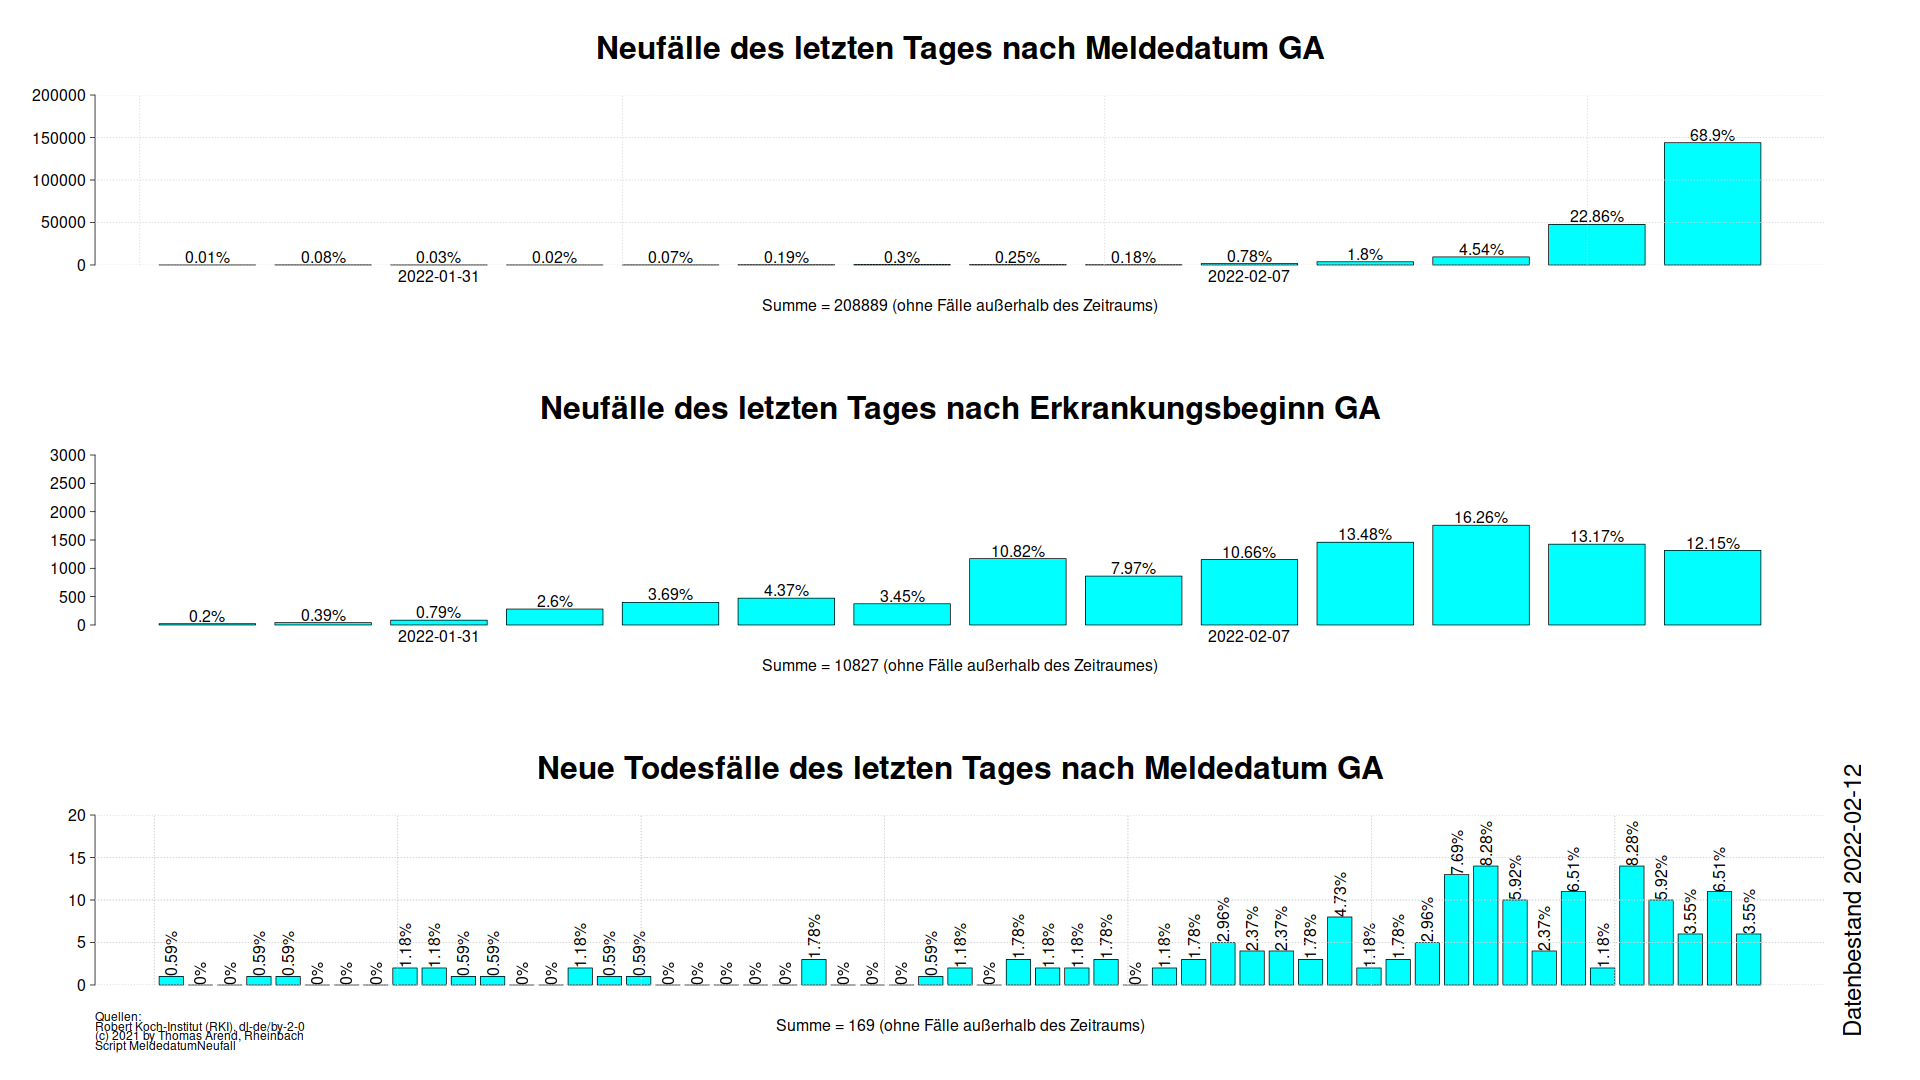 Neufälle des letzten Tages nach Meldedatum GA
200000
150000
100000
50000
0
0.01% 0.08% 0.03% 0.02% 0.07% 0.19% 0.3% 0.25% 0.18% 0.78% 1.8% 4.54% 22.86% 68.9%
2022-01-31 2022-02-07
Summe = 208889 (ohne Fälle außerhalb des Zeitraums)
Neufälle des letzten Tages nach Erkrankungsbeginn GA
3000
2500
2000
1500
1000
500
0
0.2% 0.39% 0.79% 2.6% 3.69% 4.37% 3.45% 10.82% 7.97% 10.66% 13.48% 16.26% 13.17% 12.15%
2022-01-31 2022-02-07
Summe = 10827 (ohne Fälle außerhalb des Zeitraumes)
Neue Todesfälle des letzten Tages nach Meldedatum GA
20
15
10
5
0
0.59% 0% 0% 0.59% 0.59% 0% 0% 0% 1.18% 1.18% 0.59% 0.59% 0% 0% 1.18% 0.59% 0.59% 0% 0% 0% 0% 0% 1.78% 0% 0% 0% 0.59% 1.18% 0% 1.78% 1.18% 1.18% 1.78% 0% 1.18% 1.78% 2.96% 2.37% 2.37% 1.78% 4.73% 1.18% 1.78% 2.96% 7.69% 8.28% 5.92% 2.37% 6.51% 1.18% 8.28% 5.92% 3.55% 6.51% 3.55%
Summe = 169 (ohne Fälle außerhalb des Zeitraums)
Quellen:
Robert Koch-Institut (RKI), dl-de/by-2-0
(c) 2021 by Thomas Arend, Rheinbach
Script MeldedatumNeufall
Datenbestand 2022-02-12